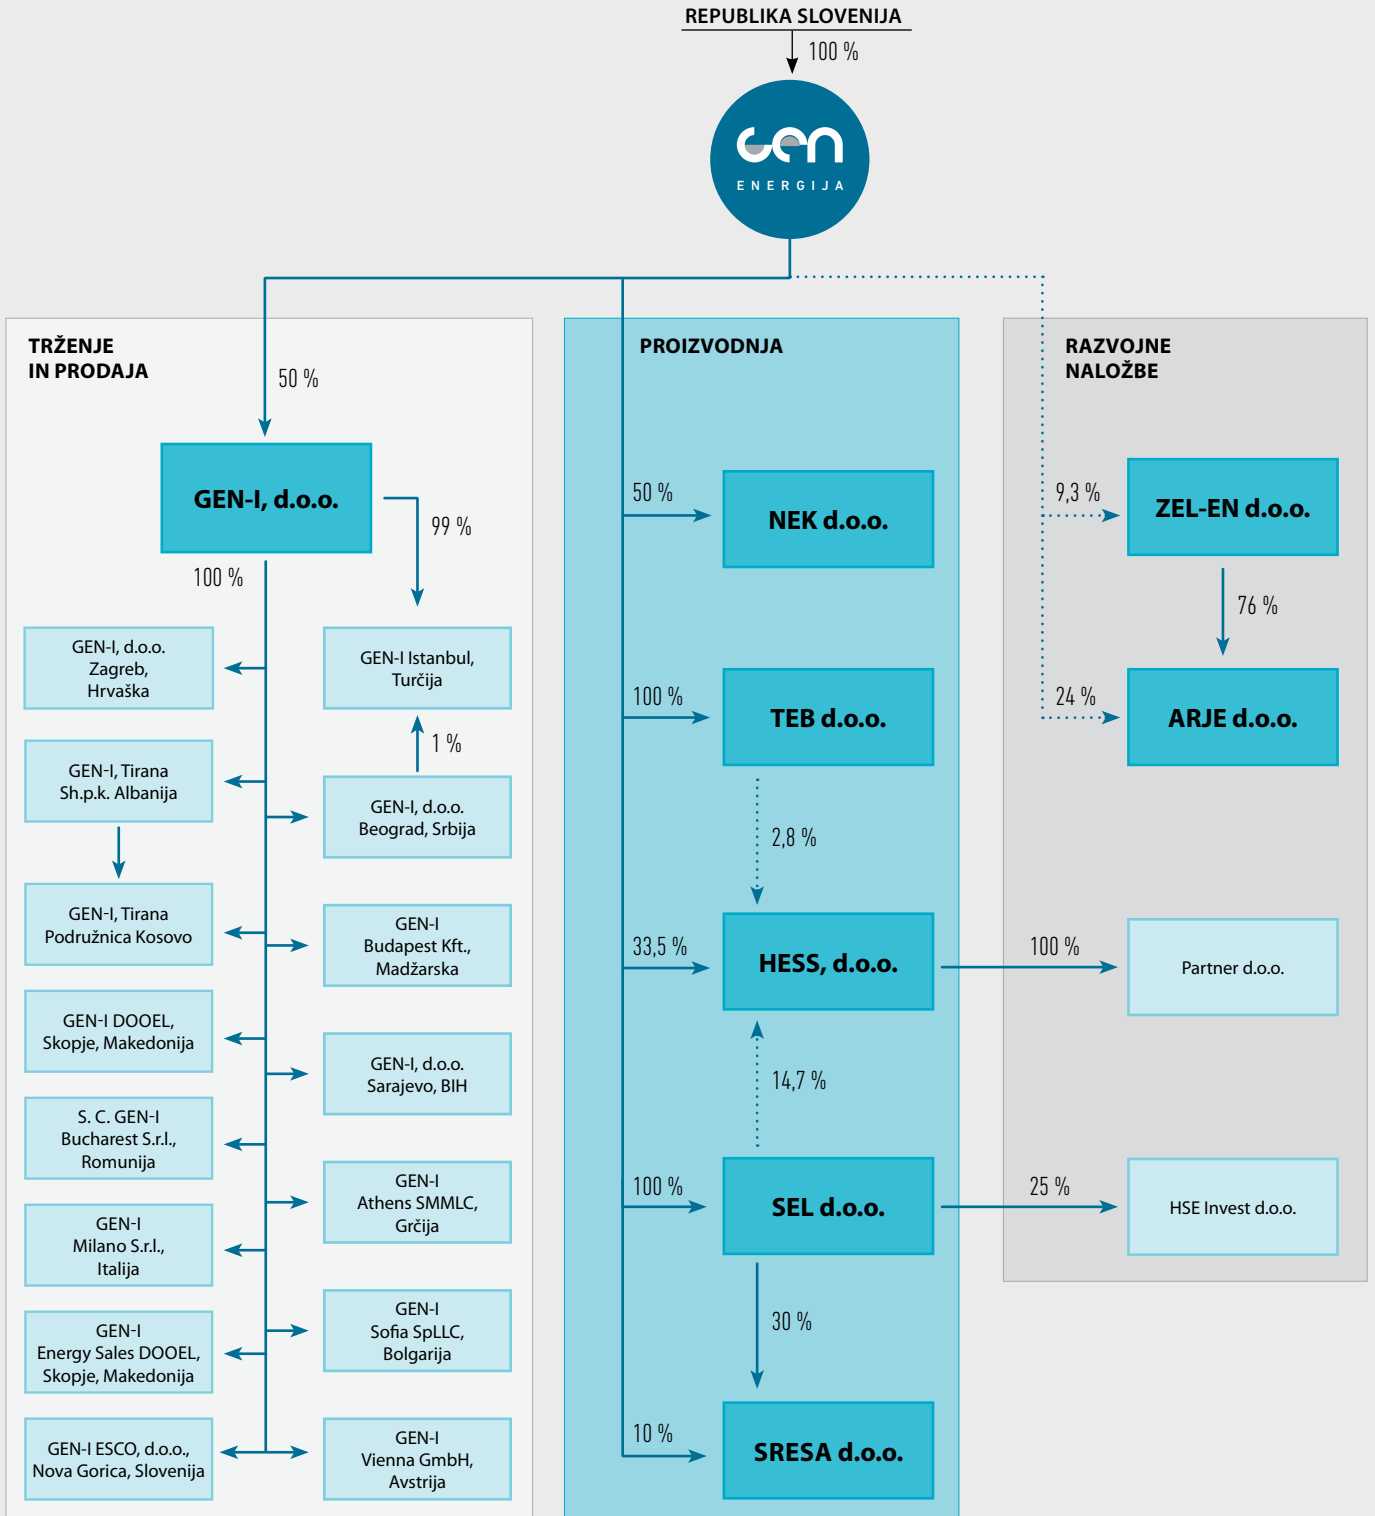 REPUBLIKA SLOVENIJA
100 %
gen
ENERGIJA
TRŽENJE
IN PRODAJA
50 %
GEN-I, d.o.o.
99 %
100 %
GEN-I, d.o.o.
Zagreb,
Hrvaška
GEN-I Istanbul,
Turčija
1 %
GEN-I, Tirana
Sh.p.k. Albanija
GEN-I, d.o.o.
Beograd, Srbija
GEN-I, Tirana
Podružnica Kosovo
GEN-I
Budapest Kft.,
Madžarska
GEN-I DOOEL,
Skopje, Makedonija
GEN-I, d.o.o.
Sarajevo, BIH
S. C. GEN-I
Bucharest S.r.l.,
Romunija
GEN-I
Athens SMMLC,
Grčija
GEN-I
Milano S.r.l.,
Italija
GEN-I
Sofia SpLLC,
Bolgarija
GEN-I
Energy Sales DOOEL,
Skopje, Makedonija
GEN-I ESCO, d.o.o.,
Nova Gorica, Slovenija
GEN-I
Vienna GmbH,
Avstrija
PROIZVODNJA
50 %
NEK d.o.o.
100 %
TEB d.o.o.
2,8 %
33,5 %
HESS, d.o.o.
14,7 %
100 %
SEL d.o.o.
30 %
10 %
SRESA d.o.o.
RAZVOJNE
NALOŽBE
9,3 %
ZEL-EN d.o.o.
76 %
24 %
ARJE d.o.o.
100 %
Partner d.o.o.
25 %
HSE Invest d.o.o.